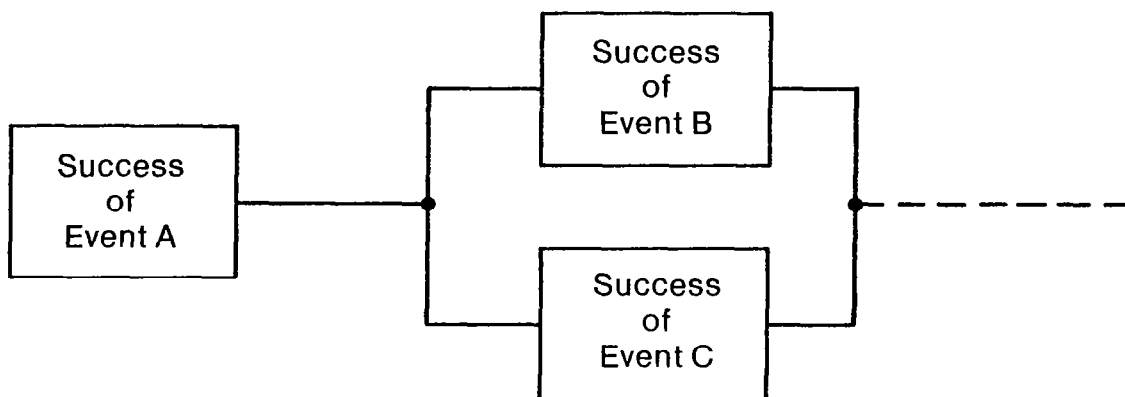 Success
of
Event A
Success
of
Event B
Success
of
Event C